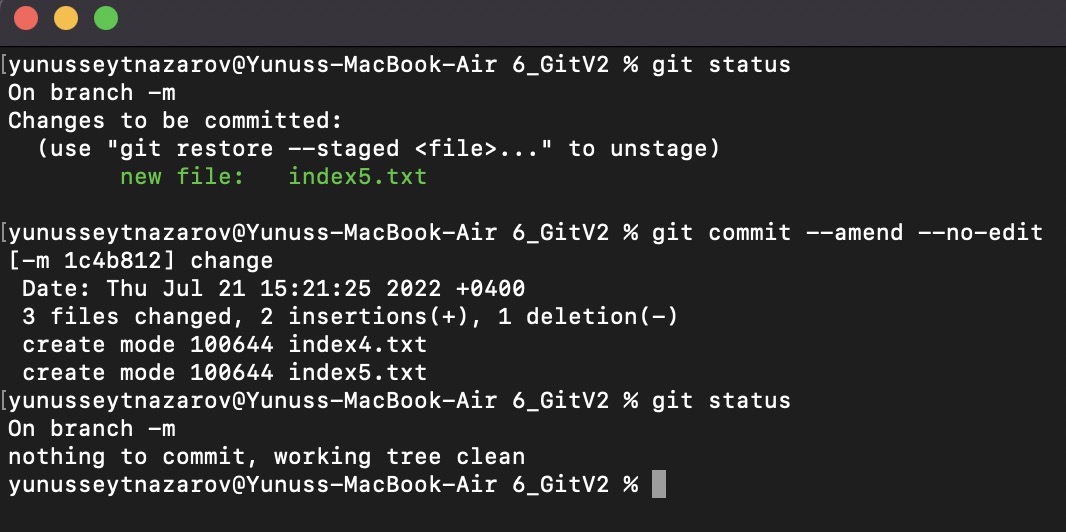 [yunusseytnazarov@Yunuss-MacBook-Air 6_GitV2 % git status
On branch -m
Changes to be committed:
  (use "git restore --staged <file>..." to unstage)
        new file:   index5.txt

[yunusseytnazarov@Yunuss-MacBook-Air 6_GitV2 % git commit --amend --no-edit
[-m 1c4b812] change
 Date: Thu Jul 21 15:21:25 2022 +0400
 3 files changed, 2 insertions(+), 1 deletion(-)
 create mode 100644 index4.txt
 create mode 100644 index5.txt
[yunusseytnazarov@Yunuss-MacBook-Air 6_GitV2 % git status
On branch -m
nothing to commit, working tree clean
yunusseytnazarov@Yunuss-MacBook-Air 6_GitV2 %